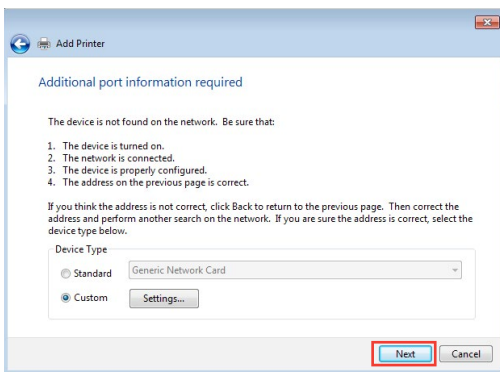 Add Printer
Additional port information required
The device is not found on the network. Be sure that:
1. The device is turned on.
2. The network is connected.
3. The device is properly configured.
4. The address on the previous page is correct.
If you think the address is not correct, click Back to return to the previous page. Then correct the
address and perform another search on the network. If you are sure the address is correct, select the
device type below.
Device Type
Standard Generic Network Card
Custom Settings...
Next Cancel